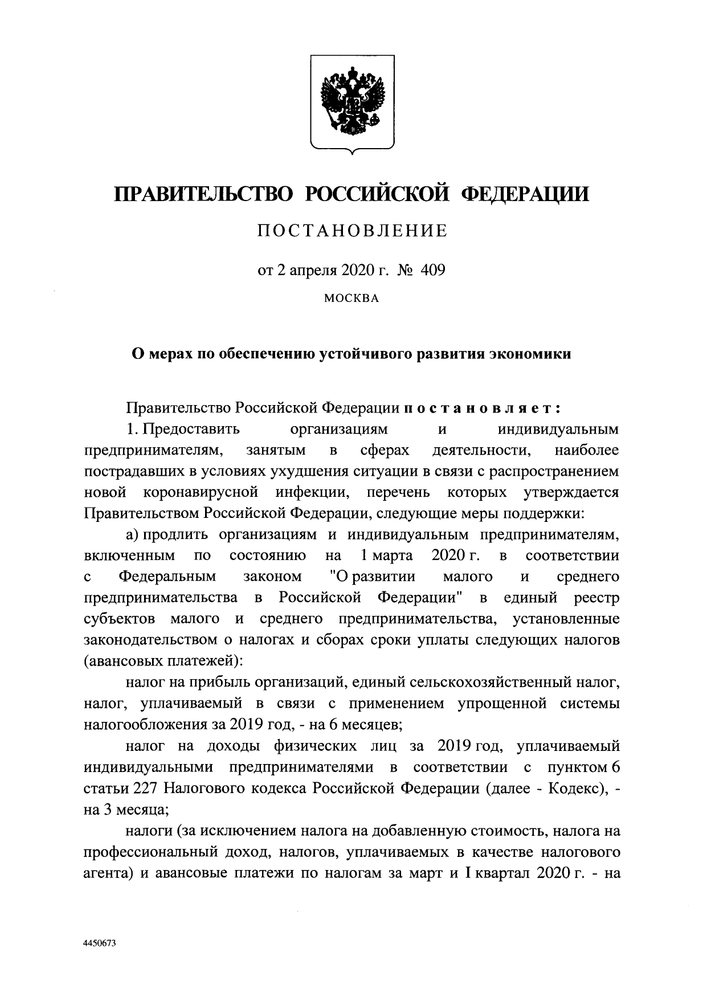 ПРАВИТЕЛЬСТВО РОССИЙСКОЙ ФЕДЕРАЦИИ
ПОСТАНОВЛЕНИЕ
от 2 апреля 2020 г. № 409
МОСКВА
О мерах по обеспечению устойчивого развития экономики
Правительство Российской Федерации п о с т а н о в л я е т :
1. Предоставить организациям и индивидуальным
предпринимателям, занятым в сферах деятельности, наиболее
пострадавших в условиях ухудшения ситуации в связи с распространением
новой коронавирусной инфекции, перечень которых утверждается
Правительством Российской Федерации, следующие меры поддержки:
а) продлить организациям и индивидуальным предпринимателям,
включенным по состоянию на 1 марта 2020 г. в соответствии
с Федеральным законом "О развитии малого и среднего
предпринимательства в Российской Федерации" в единый реестр
субъектов малого и среднего предпринимательства, установленные
законодательством о налогах и сборах сроки уплаты следующих налогов
(авансовых платежей):
налог на прибыль организаций, единый сельскохозяйственный налог,
налог, уплачиваемый в связи с применением упрощенной системы
налогообложения за 2019 год, - на 6 месяцев;
налог на доходы физических лиц за 2019 год, уплачиваемый
индивидуальными предпринимателями в соответствии с пунктом 6
статьи 227 Налогового кодекса Российской Федерации (далее - Кодекс), -
на 3 месяца;
налоги (за исключением налога на добавленную стоимость, налога на
профессиональный доход, налогов, уплачиваемых в качестве налогового
агента) и авансовые платежи по налогам за март и I квартал 2020 г. - на
4450673